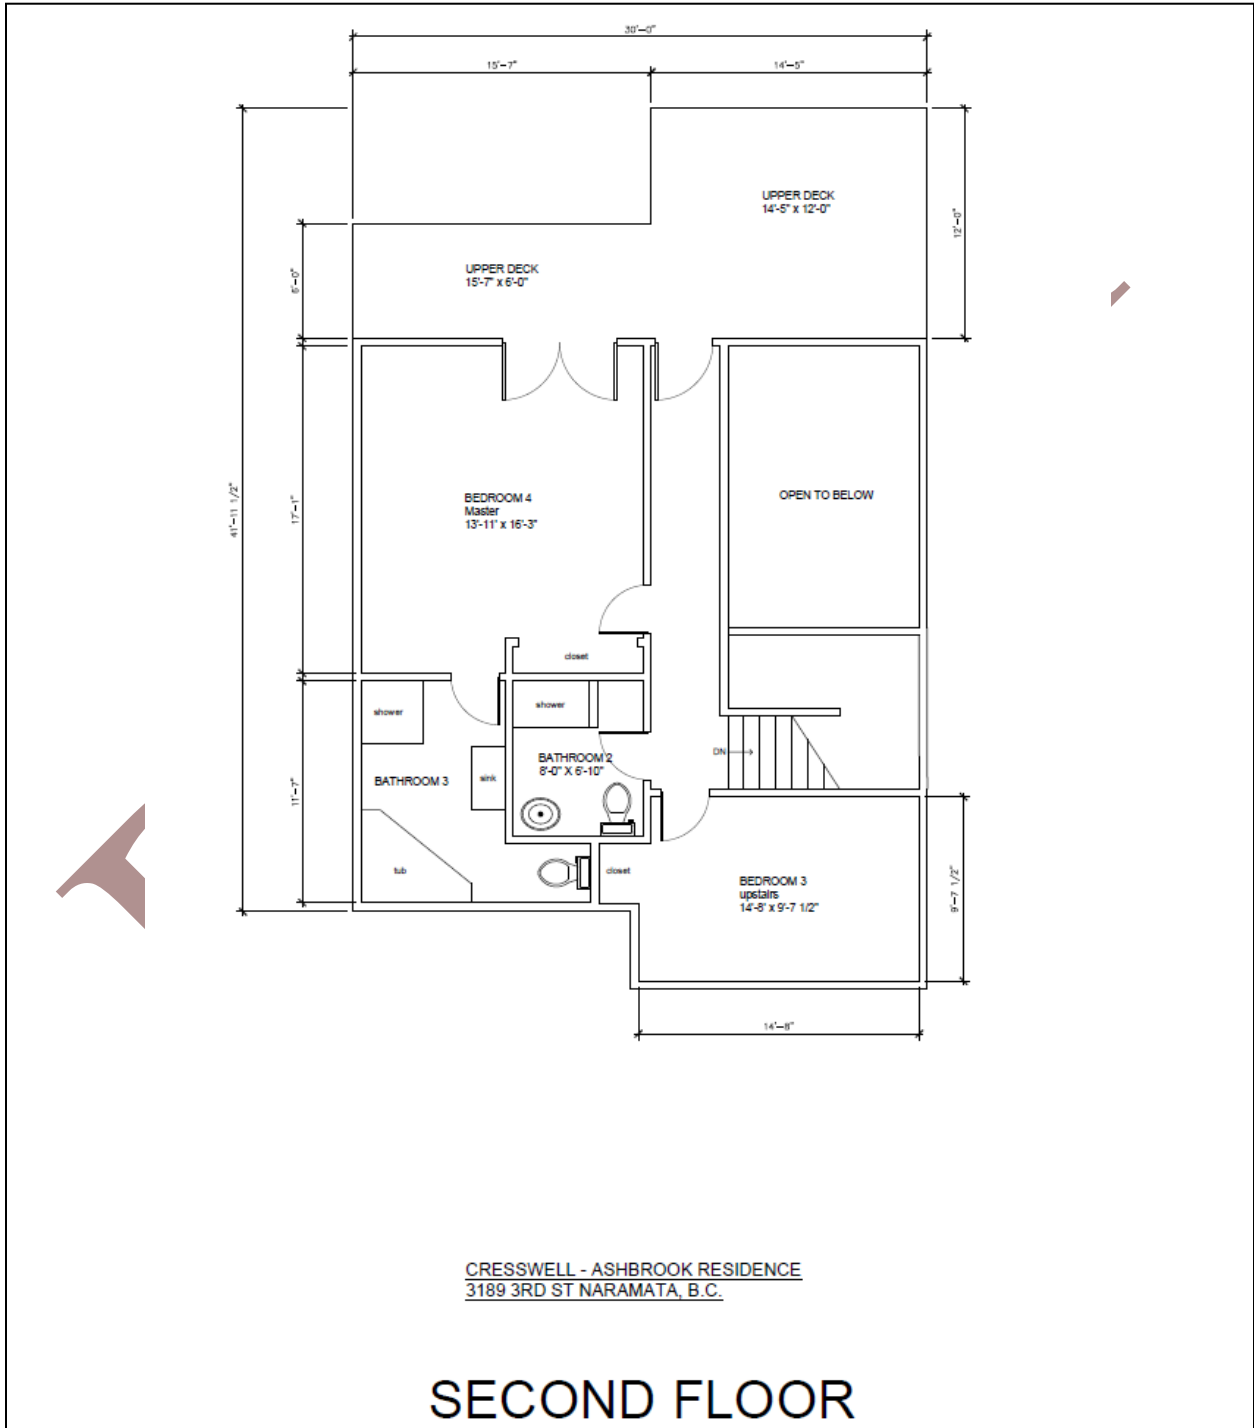 30'-0"
15'-7"
14'-5"
UPPER DECK
14'-5" x 12'-0"
12'-0"
UPPER DECK
15'-7" x 6'-0"
6'-0"
41'-11 1/2"
17'-1"
BEDROOM 4
Master
13'-11' x 16'-3"
OPEN TO BELOW
closet
shower
shower
DN
BATHROOM 2
8'-0" X 6'-10"
BATHROOM 3
sink
11'-7"
tub
closet
BEDROOM 3
upstairs
14'-8' x 9'-7 1/2"
9'-7 1/2"
14'-8"
CRESSWELL - ASHBROOK RESIDENCE
3189 3RD ST NARAMATA, B.C.
SECOND FLOOR